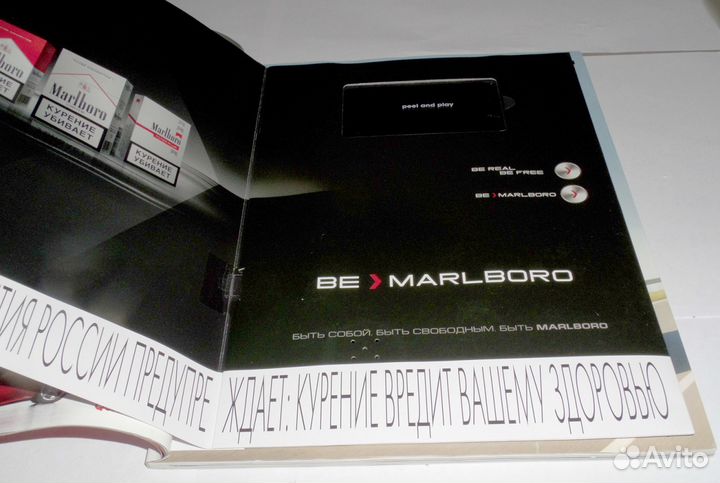 Marlboro
КУРЕНИЕ
УБИВАЕТ
Marlboro
КУРЕНИЕ
УБИВАЕТ
peel and play
BE REAL
BE FREE
BE MARLBORO
BE MARLBORO
БЫТЬ СОБОЙ. БЫТЬ СВОБОДНЫМ. БЫТЬ MARLBORO
РОССИИ ПРЕДУПРЕ
ЖДАЕТ: КУРЕНИЕ ВРЕДИТ ВАШЕМУ ЗДОРОВЬЮ
Avito